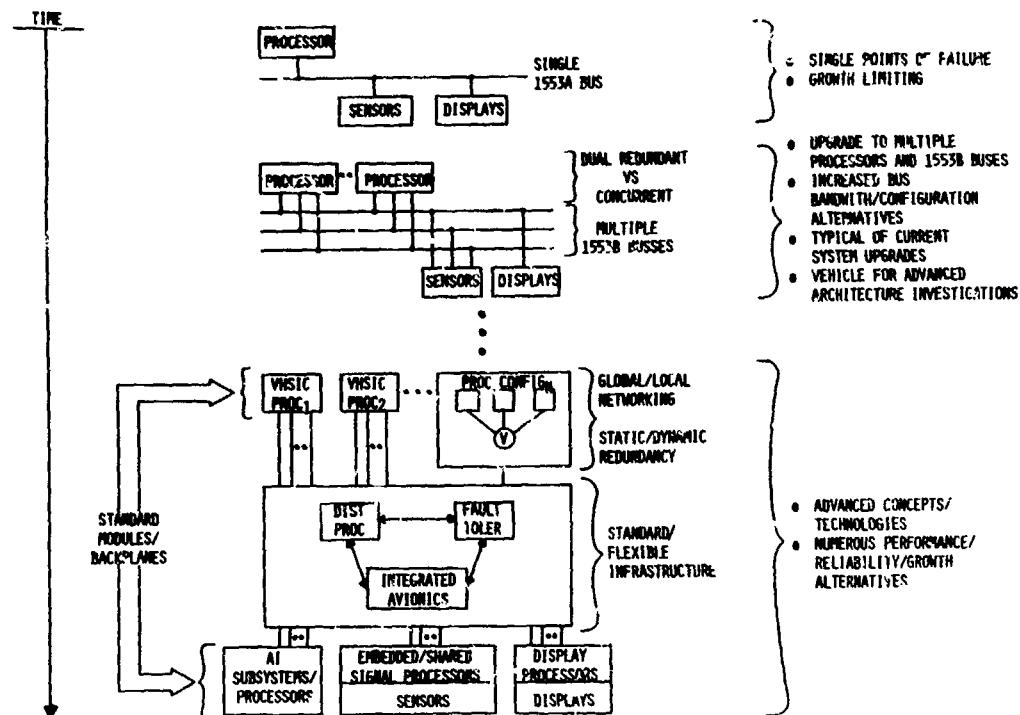 TIME
PROCESSOR
SINGLE
1553A BUS
SENSORS
DISPLAYS
SINGLE POINTS OF FAILURE
• GROWTH LIMITING
PROCESSOR
PROCESSOR
DUAL REDUNDANT
VS
CONCURRENT
MULTIPLE
1553B BUSSES
SENSORS
DISPLAYS
• UPGRADE TO MULTIPLE
PROCESSORS AND 1553B BUSES
• INCREASED BUS
BANDWITH/CONFIGURATION
ALTERNATIVES
• TYPICAL OF CURRENT
SYSTEM UPGRADES
• VEHICLE FOR ADVANCED
ARCHITECTURE INVESTIGATIONS
VHSIC
PROC1
VHSIC
PROC2
PROC CONFIGN
V
GLOBAL/LOCAL
NETWORKING
STATIC/DYNAMIC
REDUNDANCY
STANDARD
MODULES/
BACKPLANES
DIST
PROC
FAULT
TOLER
INTEGRATED
AVIONICS
STANDARD/
FLEXIBLE
INFRASTRUCTURE
• ADVANCED CONCEPTS/
TECHNOLOGIES
• NUMEROUS PERFORMANCE/
RELIABILITY/GROWTH
ALTERNATIVES
AI
SUBSYSTEMS/
PROCESSORS
EMBEDDED/SHARED
SIGNAL PROCESSORS
SENSORS
DISPLAY
PROCESSORS
DISPLAYS